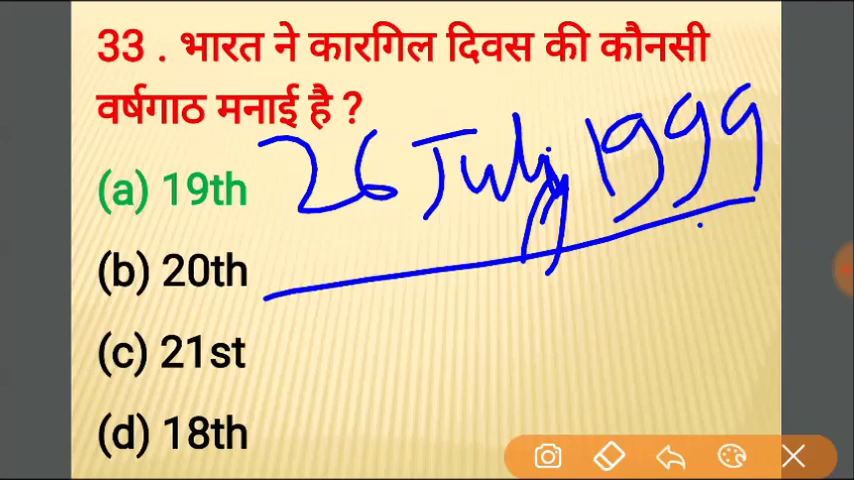 33 . भारत ने कारगिल दिवस की कौनसी
वर्षगाठ मनाई है ?
26 July 1999
(a) 19th
(b) 20th
(c) 21st
(d) 18th